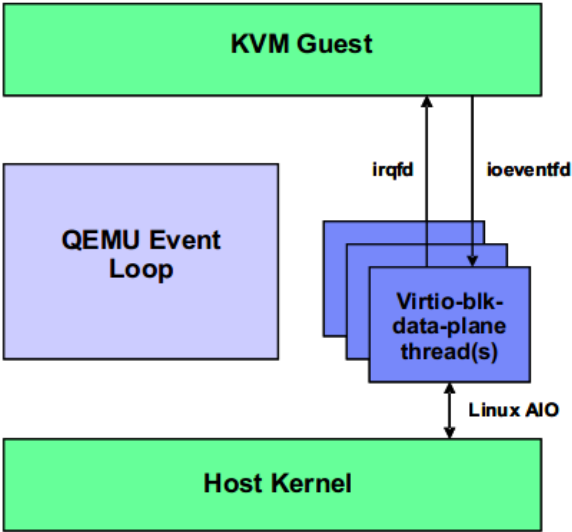 KVM Guest
irqfd
ioeventfd
QEMU Event
Loop
Virtio-blk-
data-plane
thread(s)
Linux AIO
Host Kernel